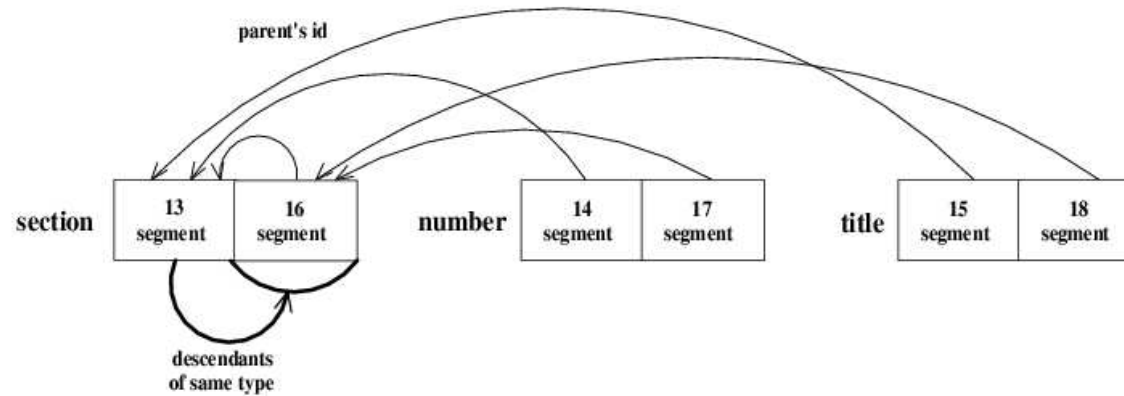 parent's id
section
13
segment
16
segment
number
14
segment
17
segment
title
15
segment
18
segment
descendants
of same type